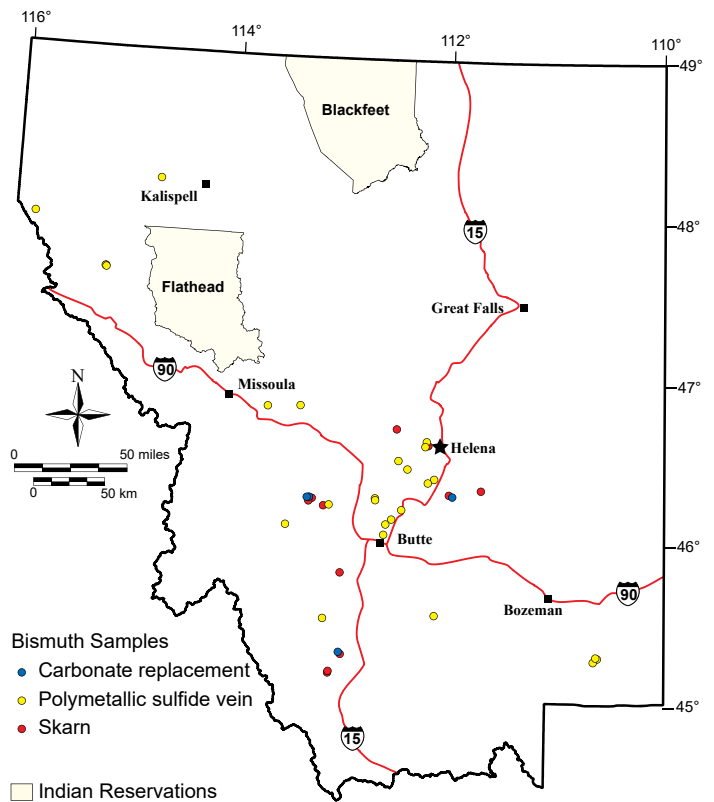 116°
114°
112°
110°
49°
Blackfeet
Kalispell
48°
15
Flathead
Great Falls
90
Missoula
N
47°
Helena
0
50 miles
0
50 km
Butte
46°
Bozeman
90
Bismuth Samples
Carbonate replacement
Polymetallic sulfide vein
Skarn
45°
15
Indian Reservations